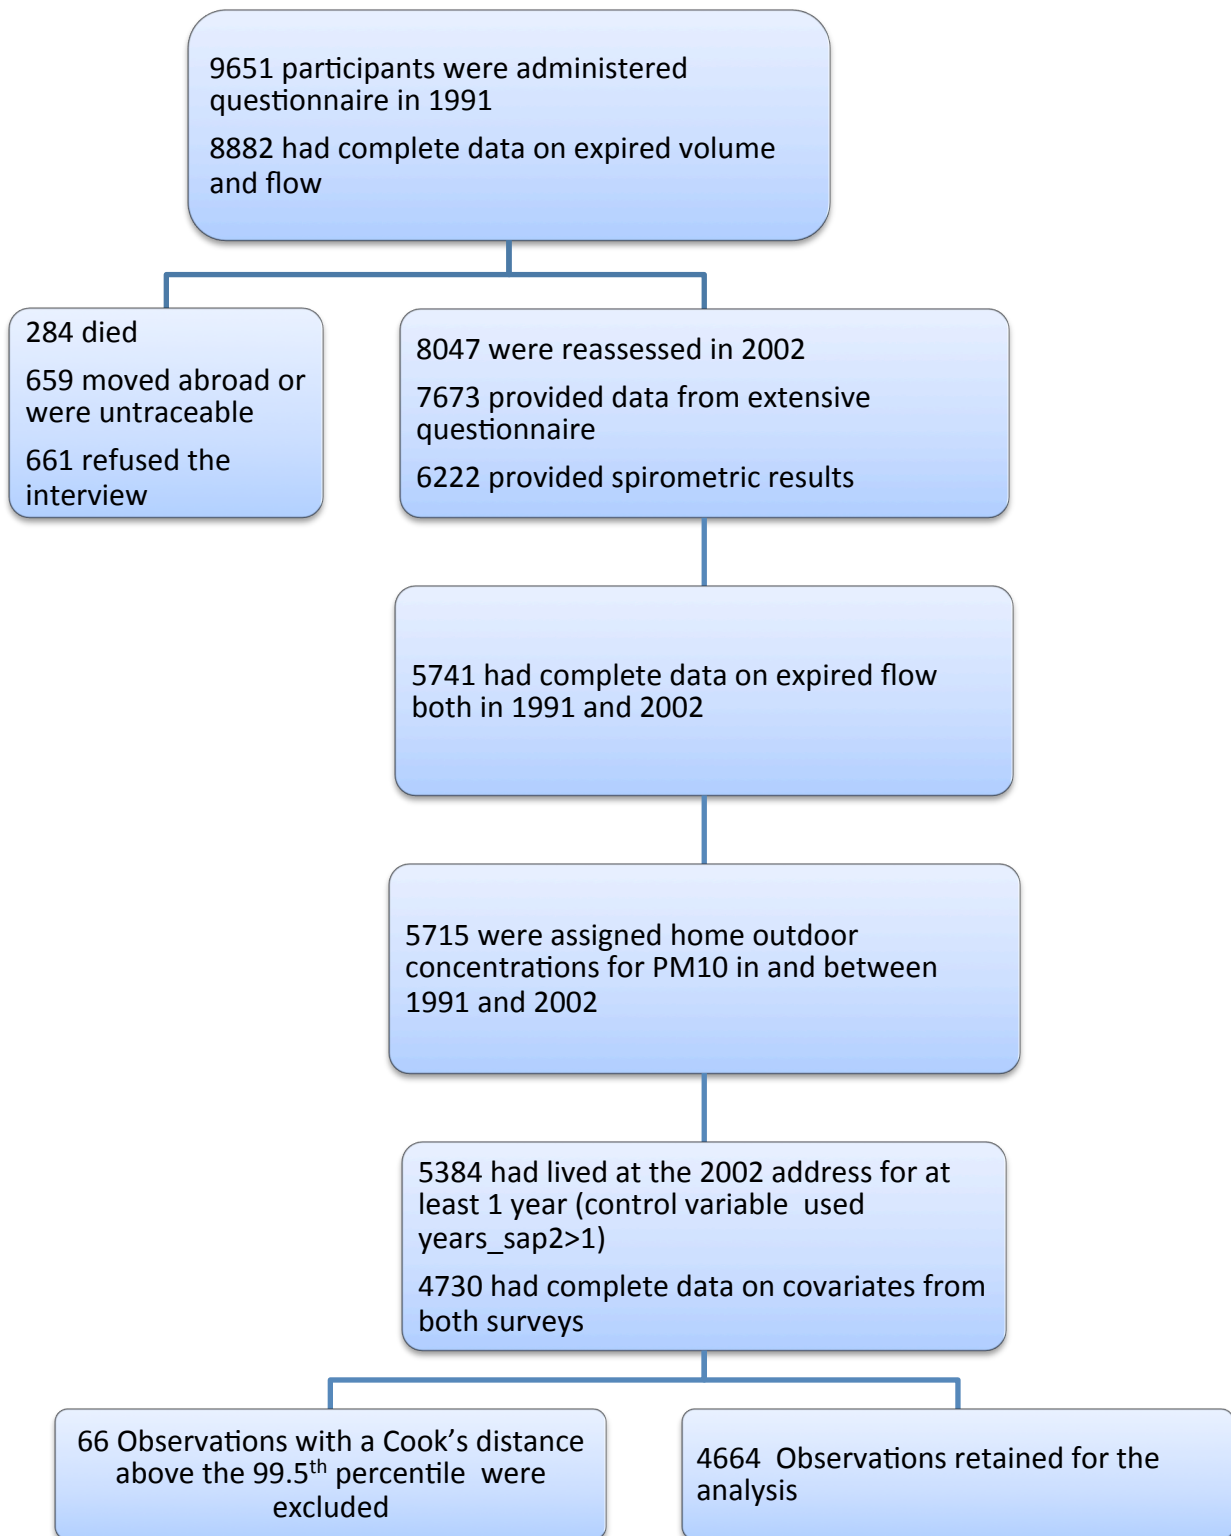 9651 participants were administered
questionnaire in 1991
8882 had complete data on expired volume
and flow
284 died
659 moved abroad or
were untraceable
661 refused the
interview
8047 were reassessed in 2002
7673 provided data from extensive
questionnaire
6222 provided spirometric results
5741 had complete data on expired flow
both in 1991 and 2002
5715 were assigned home outdoor
concentrations for PM10 in and between
1991 and 2002
5384 had lived at the 2002 address for at
least 1 year (control variable  used
years_sap2>1)
4730 had complete data on covariates from
both surveys
66 Observations with a Cook’s distance
above the 99.5th percentile  were
excluded
4664  Observations retained for the
analysis